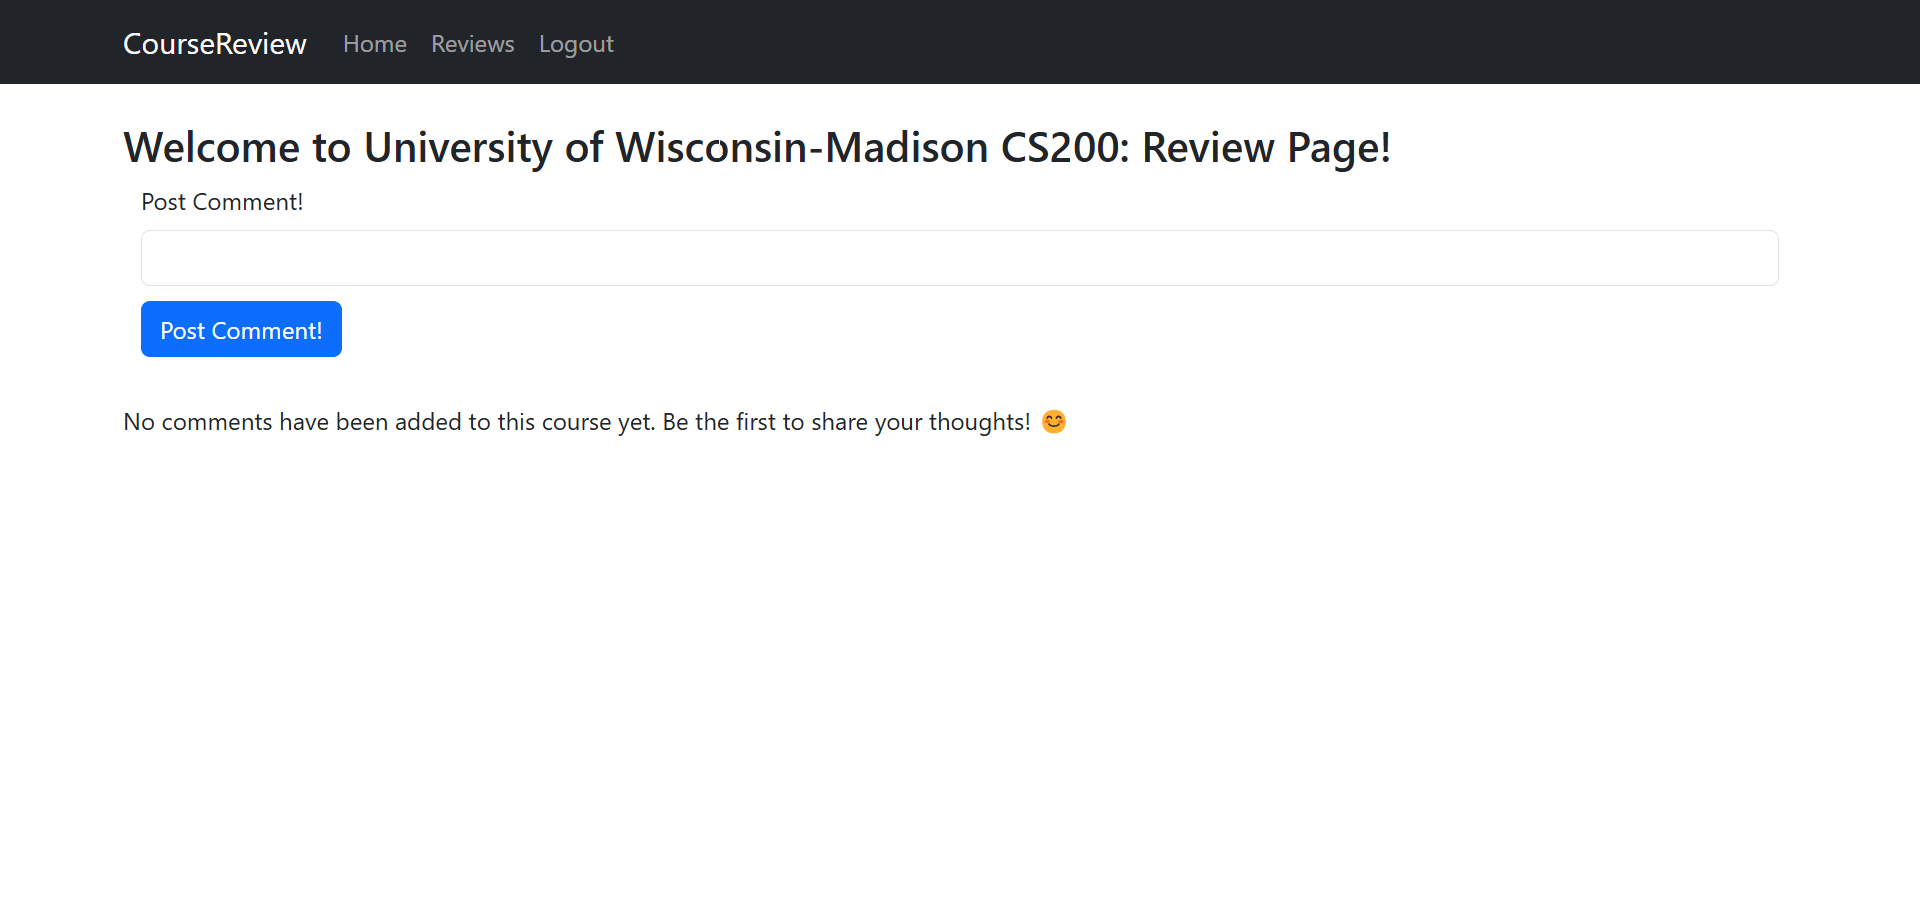 CourseReview Home Reviews Logout
Welcome to University of Wisconsin-Madison CS200: Review Page!
Post Comment!
Post Comment!
No comments have been added to this course yet. Be the first to share your thoughts! 😊